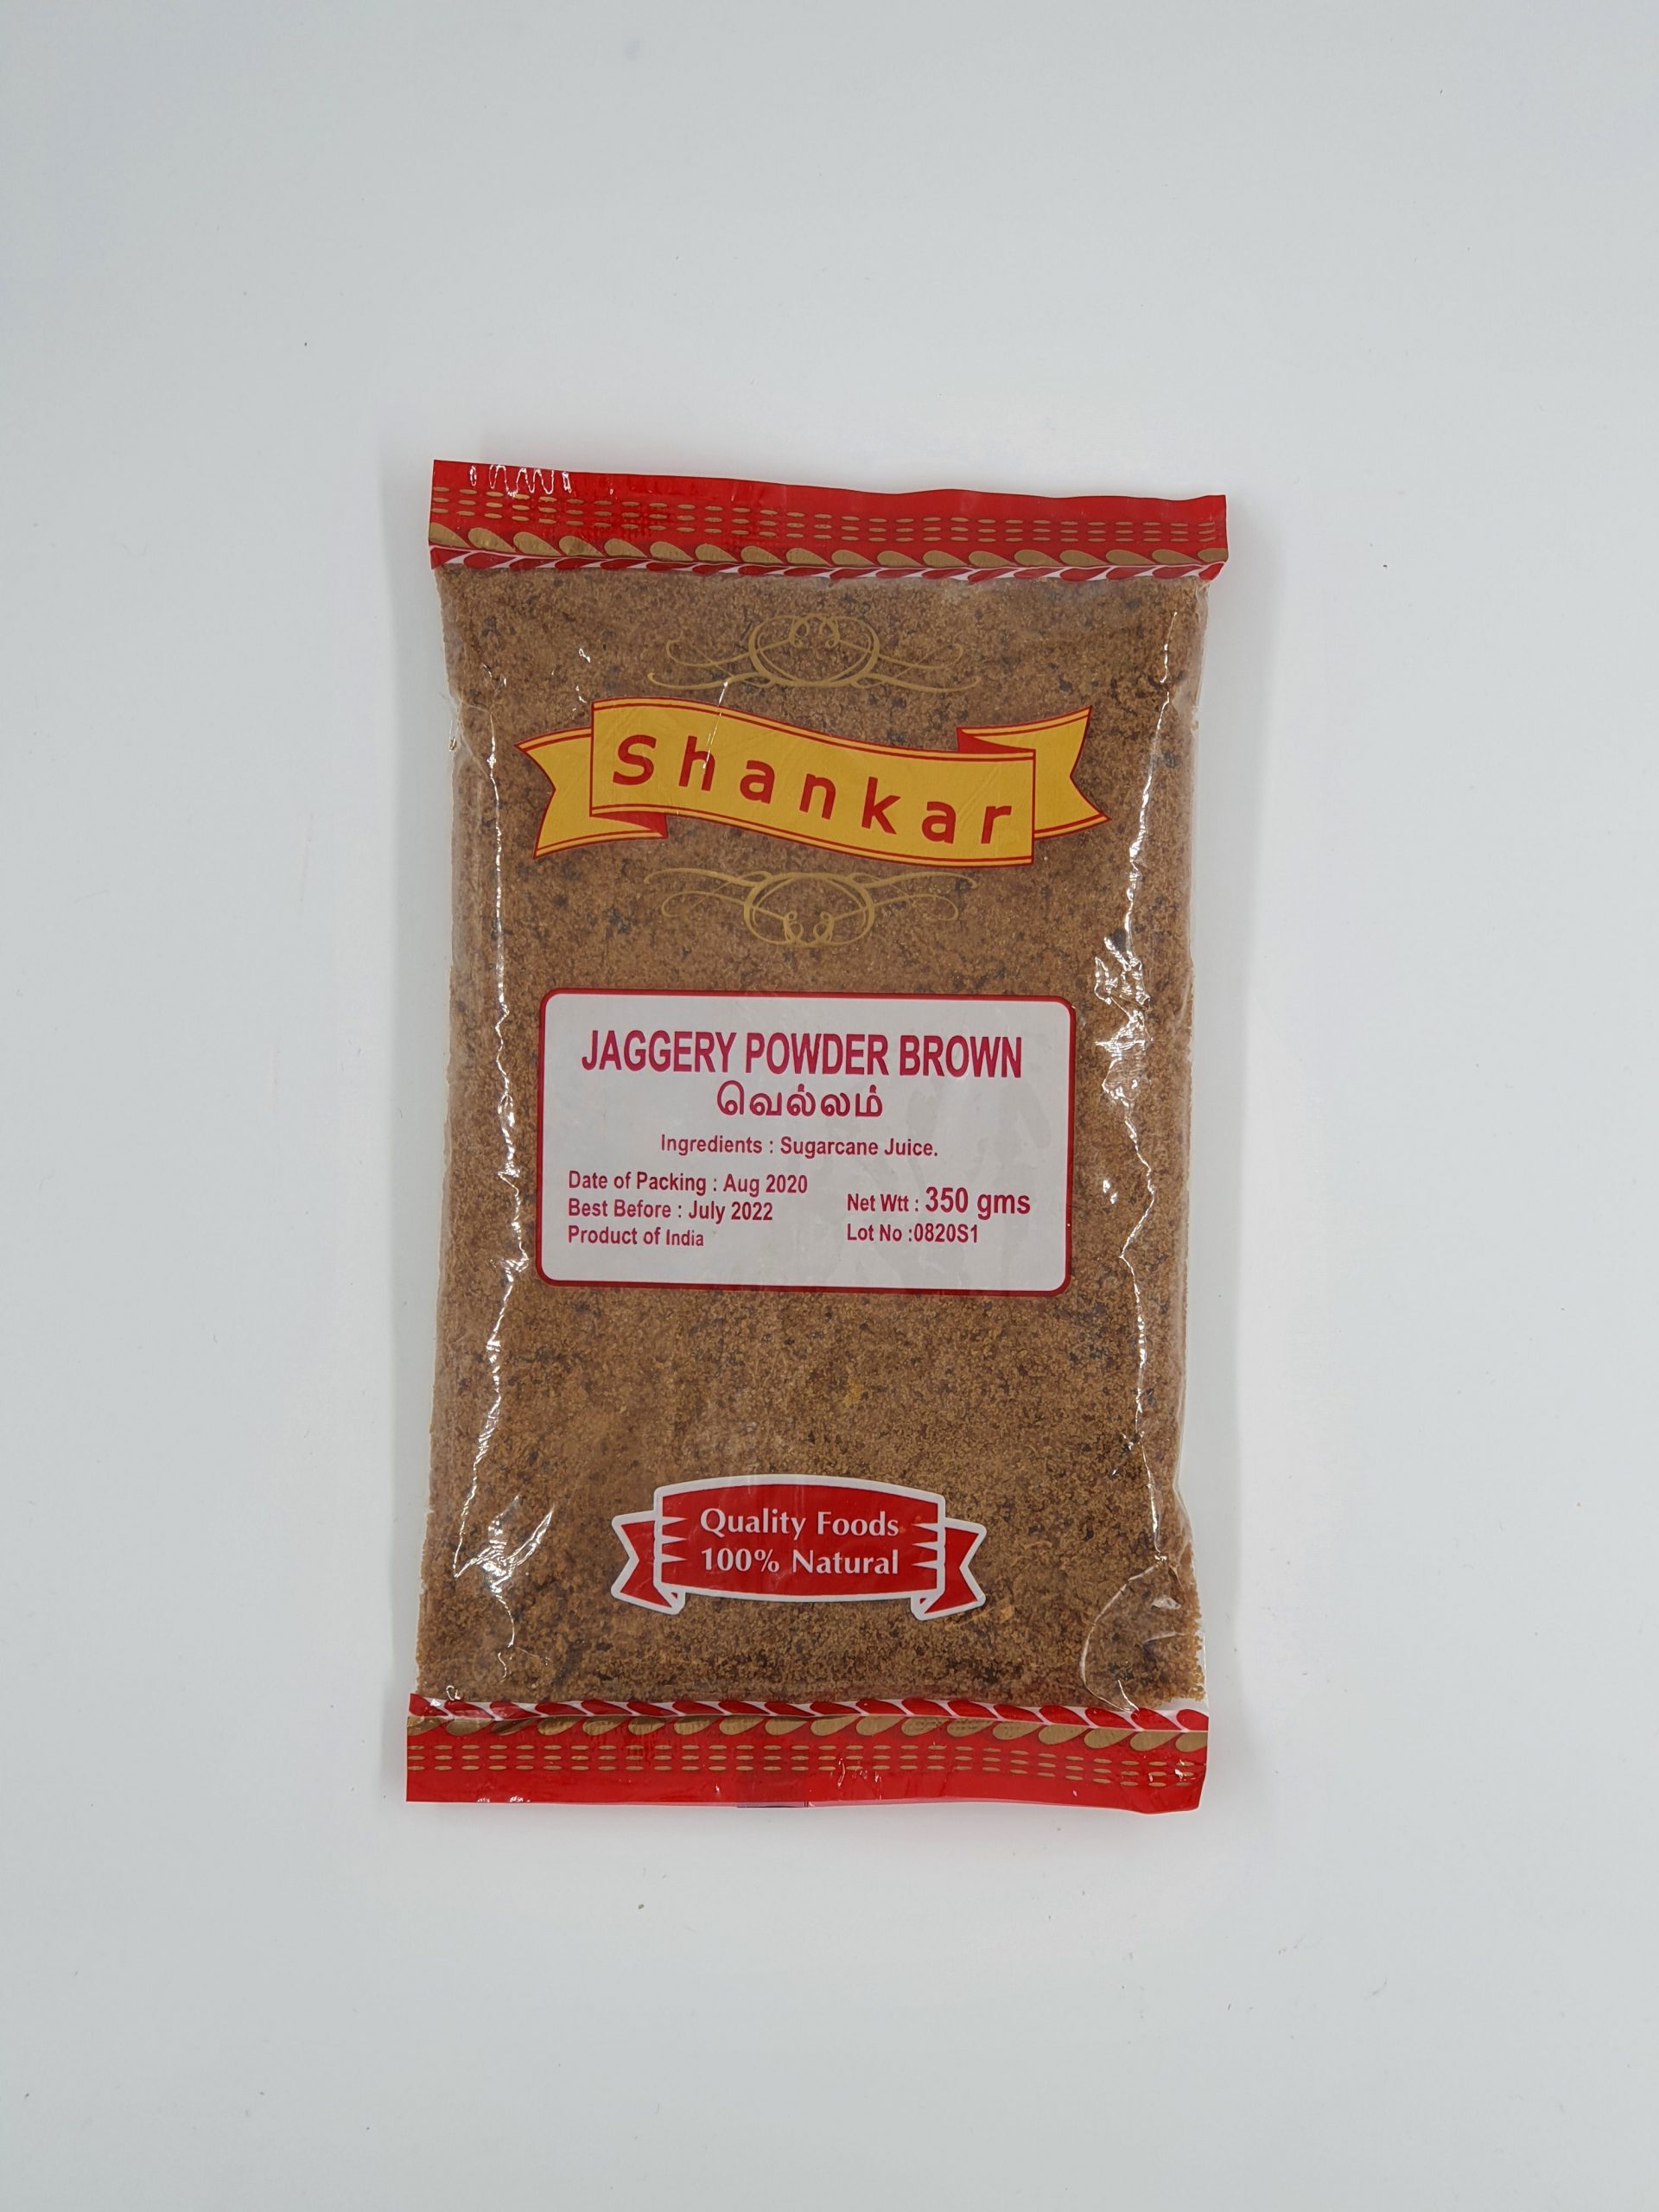 Shankar
JAGGERY POWDER BROWN
வெல்லம்
Ingredients : Sugarcane Juice.
Date of Packing : Aug 2020
Best Before : July 2022
Product of India
Net Wtt : 350 gms
Lot No :0820S1
Quality Foods
100% Natural